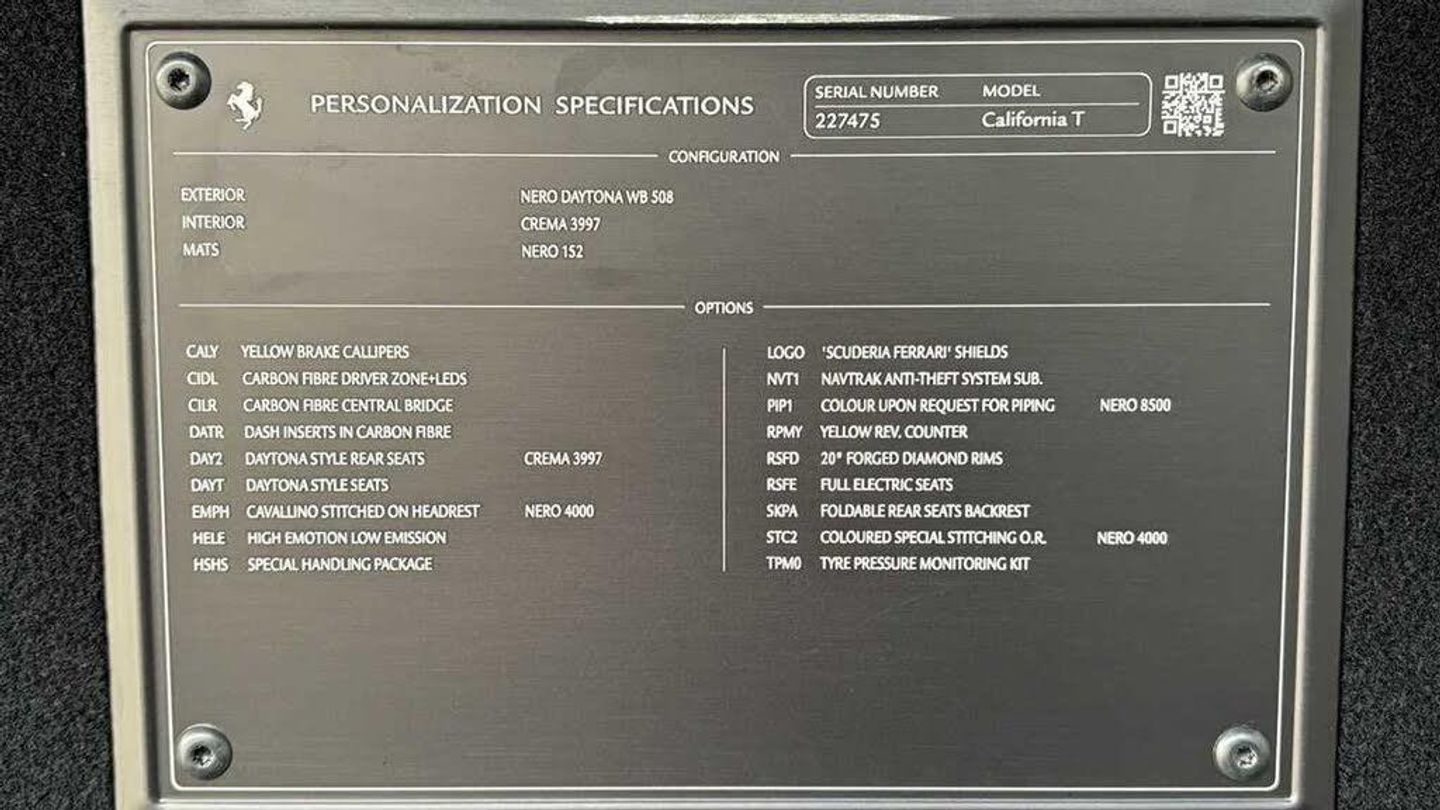 PERSONALIZATION SPECIFICATIONS
SERIAL NUMBER MODEL
227475 California T
CONFIGURATION
EXTERIOR NERO DAYTONA WB 508
INTERIOR CREMA 3997
MATS NERO 152
OPTIONS
CALY YELLOW BRAKE CALLIPERS
CIDL CARBON FIBRE DRIVER ZONE+LEDS
CILR CARBON FIBRE CENTRAL BRIDGE
DATR DASH INSERTS IN CARBON FIBRE
DAY2 DAYTONA STYLE REAR SEATS CREMA 3997
DAYT DAYTONA STYLE SEATS
EMPH CAVALLINO STITCHED ON HEADREST NERO 4000
HELE HIGH EMOTION LOW EMISSION
HSHS SPECIAL HANDLING PACKAGE
LOGO 'SCUDERIA FERRARI' SHIELDS
NVT1 NAVTRAK ANTI-THEFT SYSTEM SUB.
PIP1 COLOUR UPON REQUEST FOR PIPING NERO 8500
RPMY YELLOW REV. COUNTER
RSFD 20" FORGED DIAMOND RIMS
RSFE FULL ELECTRIC SEATS
SKPA FOLDABLE REAR SEATS BACKREST
STC2 COLOURED SPECIAL STITCHING O.R. NERO 4000
TPM0 TYRE PRESSURE MONITORING KIT